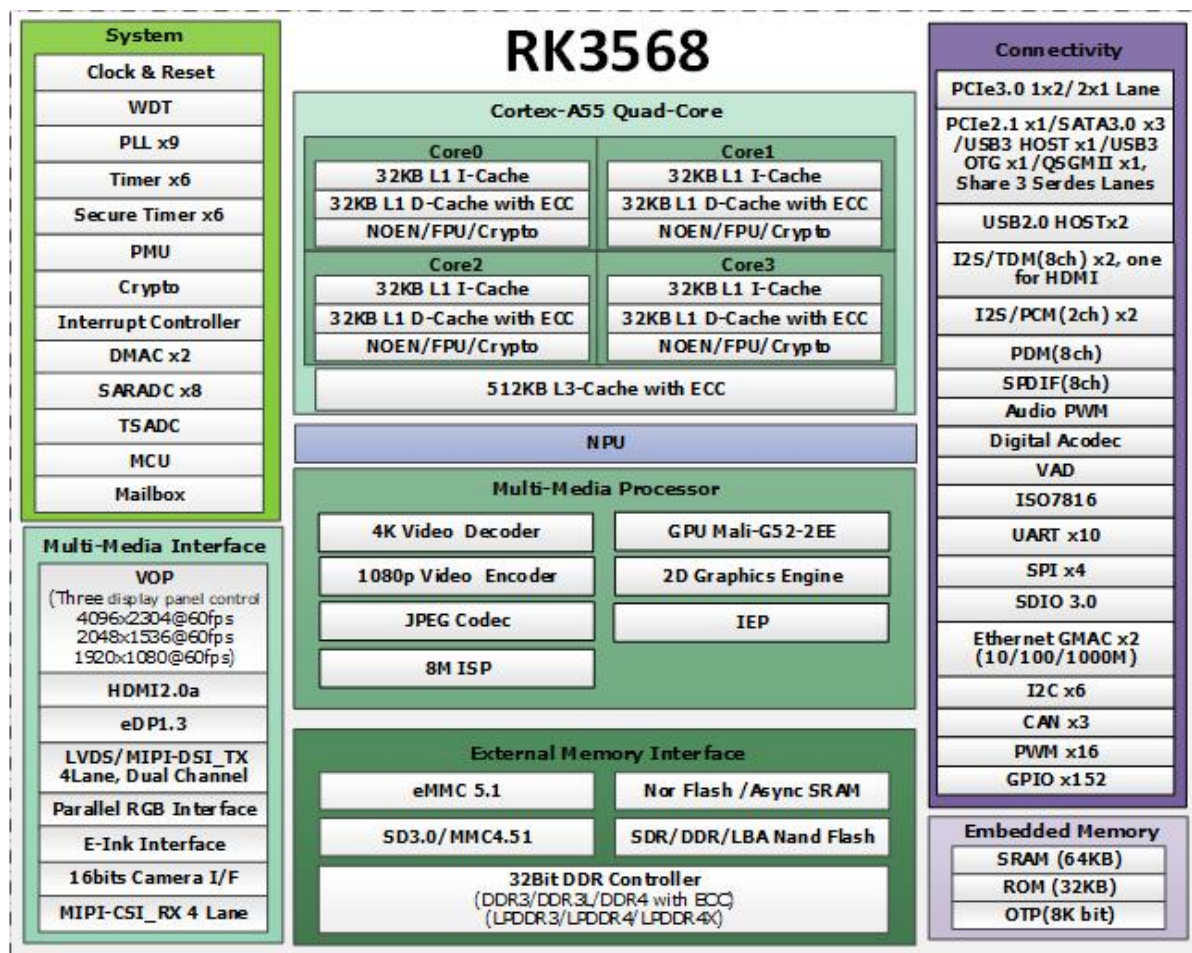 RK3568
System
Clock & Reset
WDT
PLL x9
Timer x6
Secure Timer x6
PMU
Crypto
Interrupt Controller
DMAC x2
SARADC x8
TSADC
MCU
Mailbox
Multi-Media Interface
VOP
(Three display panel control
4096x2304@60fps
2048x1536@60fps
1920x1080@60fps)
HDMI2.0a
eDP1.3
LVDS/MIPI-DSI_TX
4Lane, Dual Channel
Parallel RGB Interface
E-Ink Interface
16bits Camera I/F
MIPI-CSI_RX 4 Lane
Cortex-A55 Quad-Core
Core0
32KB L1 I-Cache
32KB L1 D-Cache with ECC
NOEN/FPU/Crypto
Core1
32KB L1 I-Cache
32KB L1 D-Cache with ECC
NOEN/FPU/Crypto
Core2
32KB L1 I-Cache
32KB L1 D-Cache with ECC
NOEN/FPU/Crypto
Core3
32KB L1 I-Cache
32KB L1 D-Cache with ECC
NOEN/FPU/Crypto
512KB L3-Cache with ECC
NPU
Multi-Media Processor
4K Video Decoder
GPU Mali-G52-2EE
1080p Video Encoder
2D Graphics Engine
JPEG Codec
IEP
8M ISP
External Memory Interface
eMMC 5.1
Nor Flash /Async SRAM
SD3.0/MMC4.51
SDR/DDR/LBA Nand Flash
32Bit DDR Controller
(DDR3/DDR3L/DDR4 with ECC)
(LPDDR3/LPDDR4/LPDDR4X)
Connectivity
PCIe3.0 1x2/2x1 Lane
PCIe2.1 x1/SATA3.0 x3
/USB3 HOST x1/USB3
OTG x1/QSGMII x1,
Share 3 Serdes Lanes
USB2.0 HOSTx2
I2S/TDM(8ch) x2, one
for HDMI
I2S/PCM(2ch) x2
PDM(8ch)
SPDIF(8ch)
Audio PWM
Digital Acodec
VAD
ISO7816
UART x10
SPI x4
SDIO 3.0
Ethernet GMAC x2
(10/100/1000M)
I2C x6
CAN x3
PWM x16
GPIO x152
Embedded Memory
SRAM (64KB)
ROM (32KB)
OTP(8K bit)